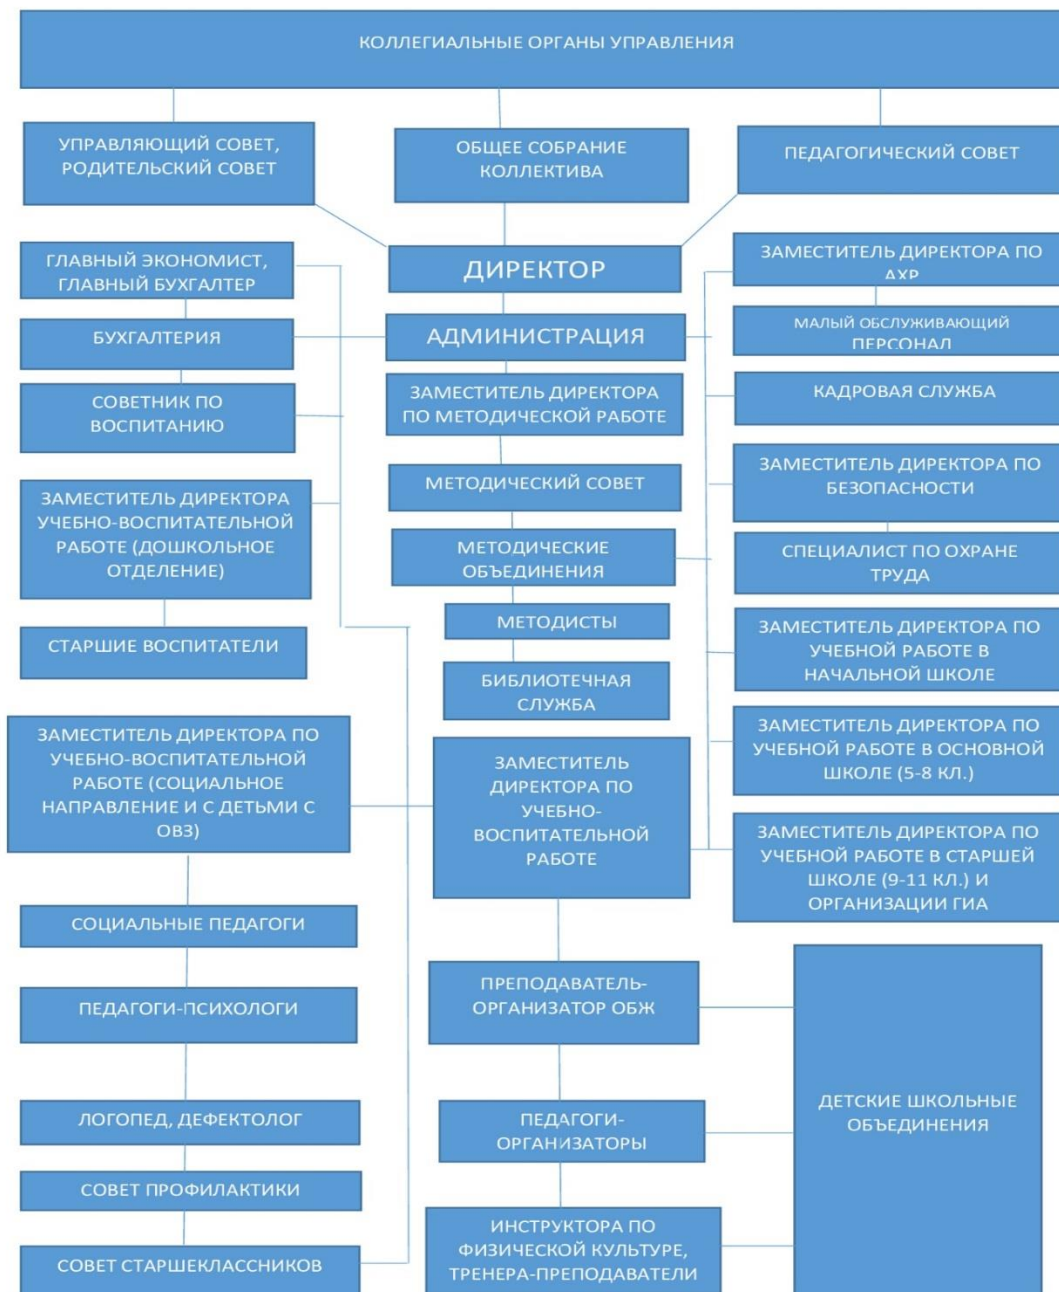 КОЛЛЕГИАЛЬНЫЕ ОРГАНЫ УПРАВЛЕНИЯ
УПРАВЛЯЮЩИЙ СОВЕТ,
РОДИТЕЛЬСКИЙ СОВЕТ
ОБЩЕЕ СОБРАНИЕ
КОЛЛЕКТИВА
ПЕДАГОГИЧЕСКИЙ СОВЕТ
ДИРЕКТОР
АДМИНИСТРАЦИЯ
ГЛАВНЫЙ ЭКОНОМИСТ,
ГЛАВНЫЙ БУХГАЛТЕР
БУХГАЛТЕРИЯ
СОВЕТНИК ПО
ВОСПИТАНИЮ
ЗАМЕСТИТЕЛЬ ДИРЕКТОРА
УЧЕБНО-ВОСПИТАТЕЛЬНОЙ
РАБОТЕ (ДОШКОЛЬНОЕ
ОТДЕЛЕНИЕ)
СТАРШИЕ ВОСПИТАТЕЛИ
ЗАМЕСТИТЕЛЬ ДИРЕКТОРА
ПО МЕТОДИЧЕСКОЙ РАБОТЕ
МЕТОДИЧЕСКИЙ СОВЕТ
МЕТОДИЧЕСКИЕ
ОБЪЕДИНЕНИЯ
МЕТОДИСТЫ
БИБЛИОТЕЧНАЯ
СЛУЖБА
ЗАМЕСТИТЕЛЬ ДИРЕКТОРА ПО
АХР
МАЛЫЙ ОБСЛУЖИВАЮЩИЙ
ПЕРСОНАЛ
КАДРОВАЯ СЛУЖБА
ЗАМЕСТИТЕЛЬ ДИРЕКТОРА ПО
БЕЗОПАСНОСТИ
СПЕЦИАЛИСТ ПО ОХРАНЕ
ТРУДА
ЗАМЕСТИТЕЛЬ ДИРЕКТОРА ПО
УЧЕБНОЙ РАБОТЕ В
НАЧАЛЬНОЙ ШКОЛЕ
ЗАМЕСТИТЕЛЬ ДИРЕКТОРА ПО
УЧЕБНОЙ РАБОТЕ В ОСНОВНОЙ
ШКОЛЕ (5-8 КЛ.)
ЗАМЕСТИТЕЛЬ ДИРЕКТОРА ПО
УЧЕБНОЙ РАБОТЕ В СТАРШЕЙ
ШКОЛЕ (9-11 КЛ.) И
ОРГАНИЗАЦИИ ГИА
ЗАМЕСТИТЕЛЬ ДИРЕКТОРА ПО
УЧЕБНО-ВОСПИТАТЕЛЬНОЙ
РАБОТЕ (СОЦИАЛЬНОЕ
НАПРАВЛЕНИЕ И С ДЕТЬМИ С
ОВЗ)
СОЦИАЛЬНЫЕ ПЕДАГОГИ
ПЕДАГОГИ-ПСИХОЛОГИ
ЛОГОПЕД, ДЕФЕКТОЛОГ
СОВЕТ ПРОФИЛАКТИКИ
СОВЕТ СТАРШЕКЛАССНИКОВ
ЗАМЕСТИТЕЛЬ
ДИРЕКТОРА ПО
УЧЕБНО-
ВОСПИТАТЕЛЬНОЙ
РАБОТЕ
ПРЕПОДАВАТЕЛЬ-
ОРГАНИЗАТОР ОБЖ
ПЕДАГОГИ-
ОРГАНИЗАТОРЫ
ИНСТРУКТОРА ПО
ФИЗИЧЕСКОЙ КУЛЬТУРЕ,
ТРЕНЕРА-ПРЕПОДАВАТЕЛИ
ДЕТСКИЕ ШКОЛЬНЫЕ
ОБЪЕДИНЕНИЯ